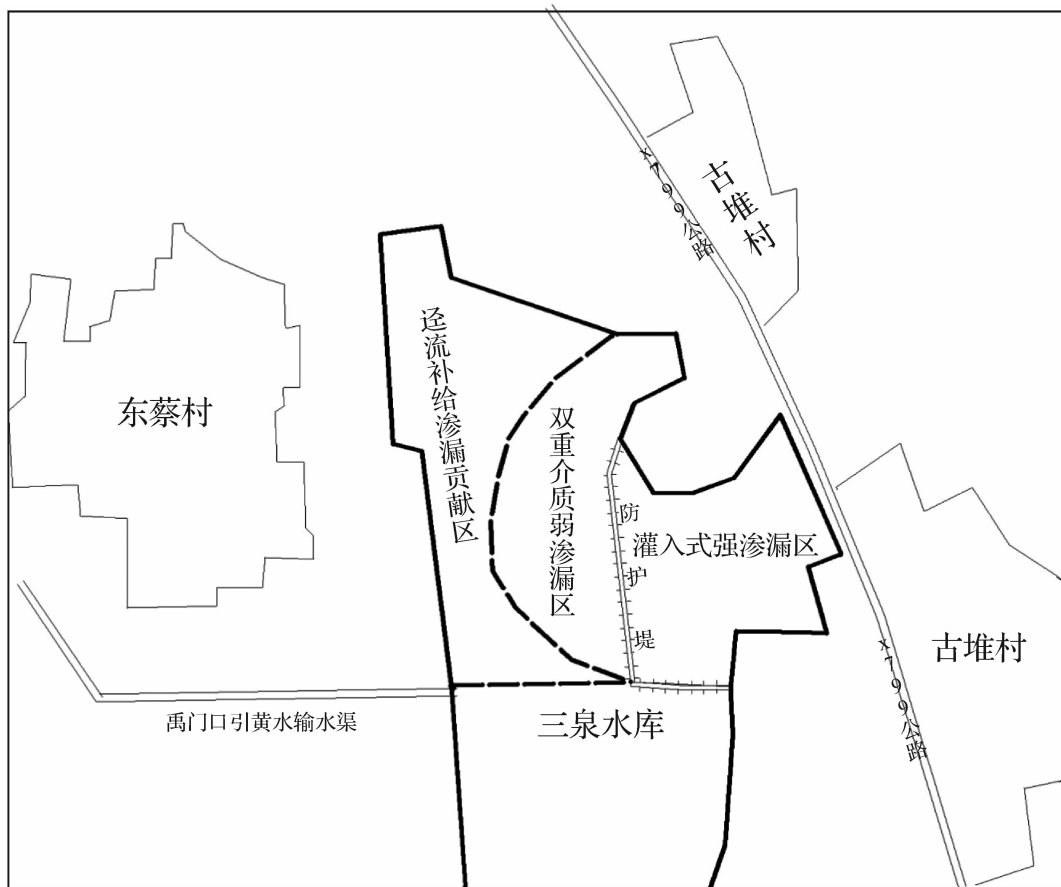 古堆村
x799公路
迳流补给渗漏贡献区
双重介质弱渗漏区
东蔡村
防护堤
灌入式强渗漏区
古堆村
禹门口引黄水输水渠
三泉水库
x799公路